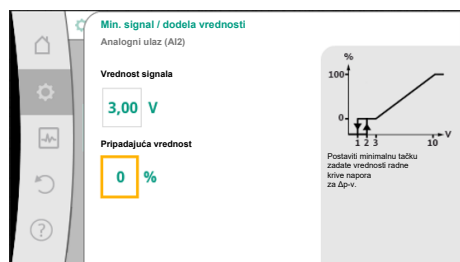 Min. signal / dodela vrednosti
Analogni ulaz (AI2)
Vrednost signala
3,00 V
Pripadajuća vrednost
0 %
%
100
0
1 2 3 10 V
Postaviti minimalnu tačku
zadate vrednosti radne
krive napora
za Δp-v.
?